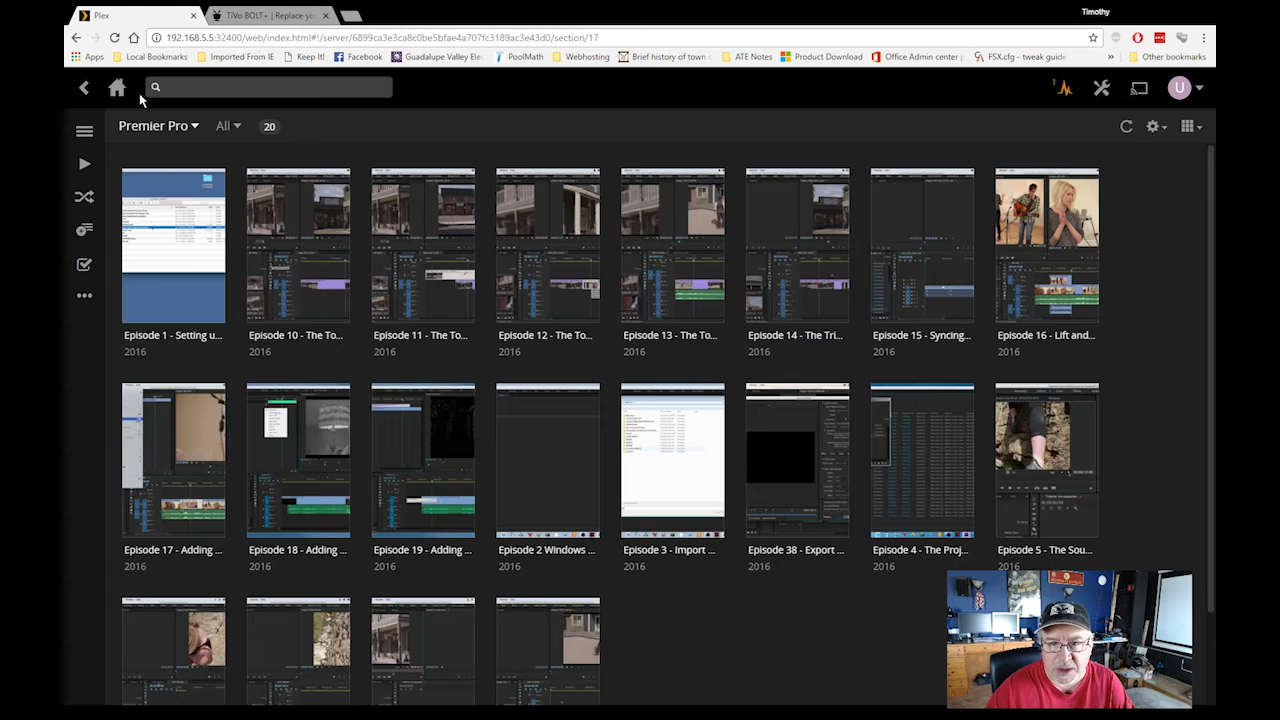 Plex
TiVo BOLT+ | Replace yo
Timothy
192.168.5.5:32400/web/index.html#!/server/6899ca3e3ca8c0be5bfae4a707fc3189ac3e43d0/section/17
Apps
Local Bookmarks
Imported From IE
Keep It!
Facebook
Guadalupe Valley Elec
PoolMath
Webhosting
Brief history of town c
ATE Notes
Product Download
Office Admin center p
FSX.cfg - tweak guide
»
Other bookmarks
1
U
Premier Pro
All
20
Episode 1 - Setting u...
2016
Episode 10 - The To...
2016
Episode 11 - The To...
2016
Episode 12 - The To...
2016
Episode 13 - The To...
2016
Episode 14 - The Tri...
2016
Episode 15 - Syncing...
2016
Episode 16 - Lift and...
2016
Episode 17 - Adding ...
2016
Episode 18 - Adding ...
2016
Episode 19 - Adding ...
2016
Episode 2 Windows ...
2016
Episode 3 - Import ...
2016
Episode 38 - Export ...
2016
Episode 4 - The Proj...
2016
Episode 5 - The Sou...
2016